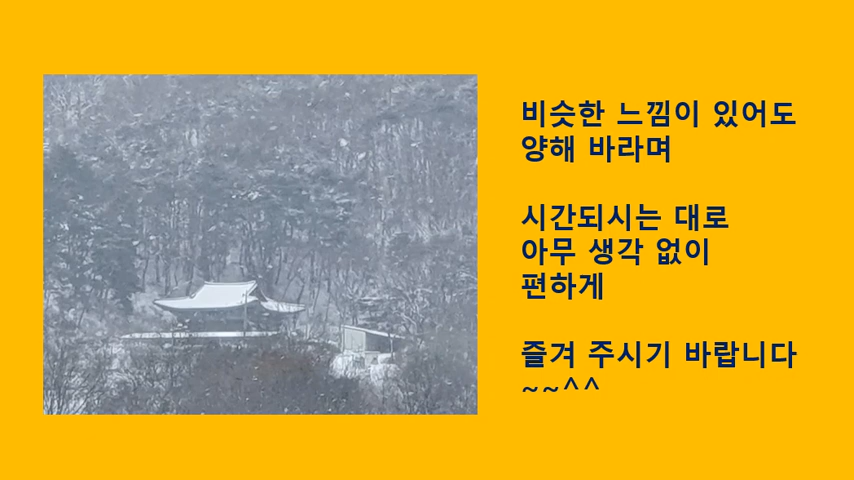 비슷한 느낌이 있어도
양해 바라며
시간되시는 대로
아무 생각 없이
편하게
즐겨 주시기 바랍니다
~~^^